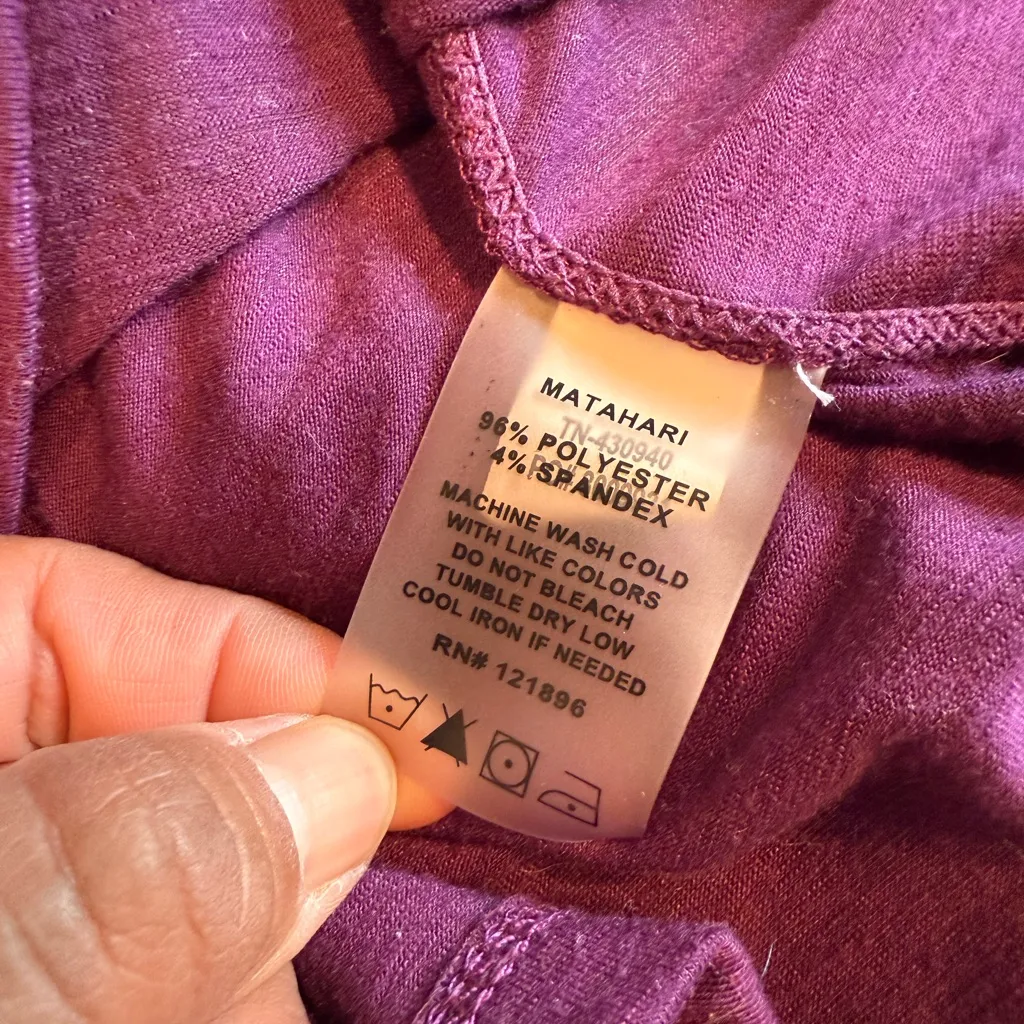 MATAHARI
TN-430940
96% POLYESTER
4% SPANDEX
MACHINE WASH COLD
WITH LIKE COLORS
DO NOT BLEACH
TUMBLE DRY LOW
COOL IRON IF NEEDED
RN# 121896